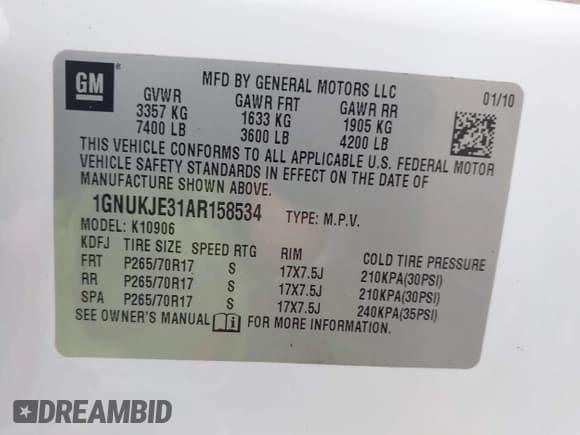 GM ®
MFD BY GENERAL MOTORS LLC
01/10
GVWR GAWR FRT GAWR RR
3357 KG 1633 KG 1905 KG
7400 LB 3600 LB 4200 LB
THIS VEHICLE CONFORMS TO ALL APPLICABLE U.S. FEDERAL MOTOR
VEHICLE SAFETY STANDARDS IN EFFECT ON THE DATE OF
MANUFACTURE SHOWN ABOVE.
1GNUKJE31AR158534 TYPE: M.P.V.
MODEL: K10906
KDFJ TIRE SIZE SPEED RTG RIM COLD TIRE PRESSURE
FRT P265/70R17 S 17X7.5J 210KPA(30PSI)
RR P265/70R17 S 17X7.5J 210KPA(30PSI)
SPA P265/70R17 S 17X7.5J 240KPA(35PSI)
SEE OWNER'S MANUAL FOR MORE INFORMATION.
DREAMBID